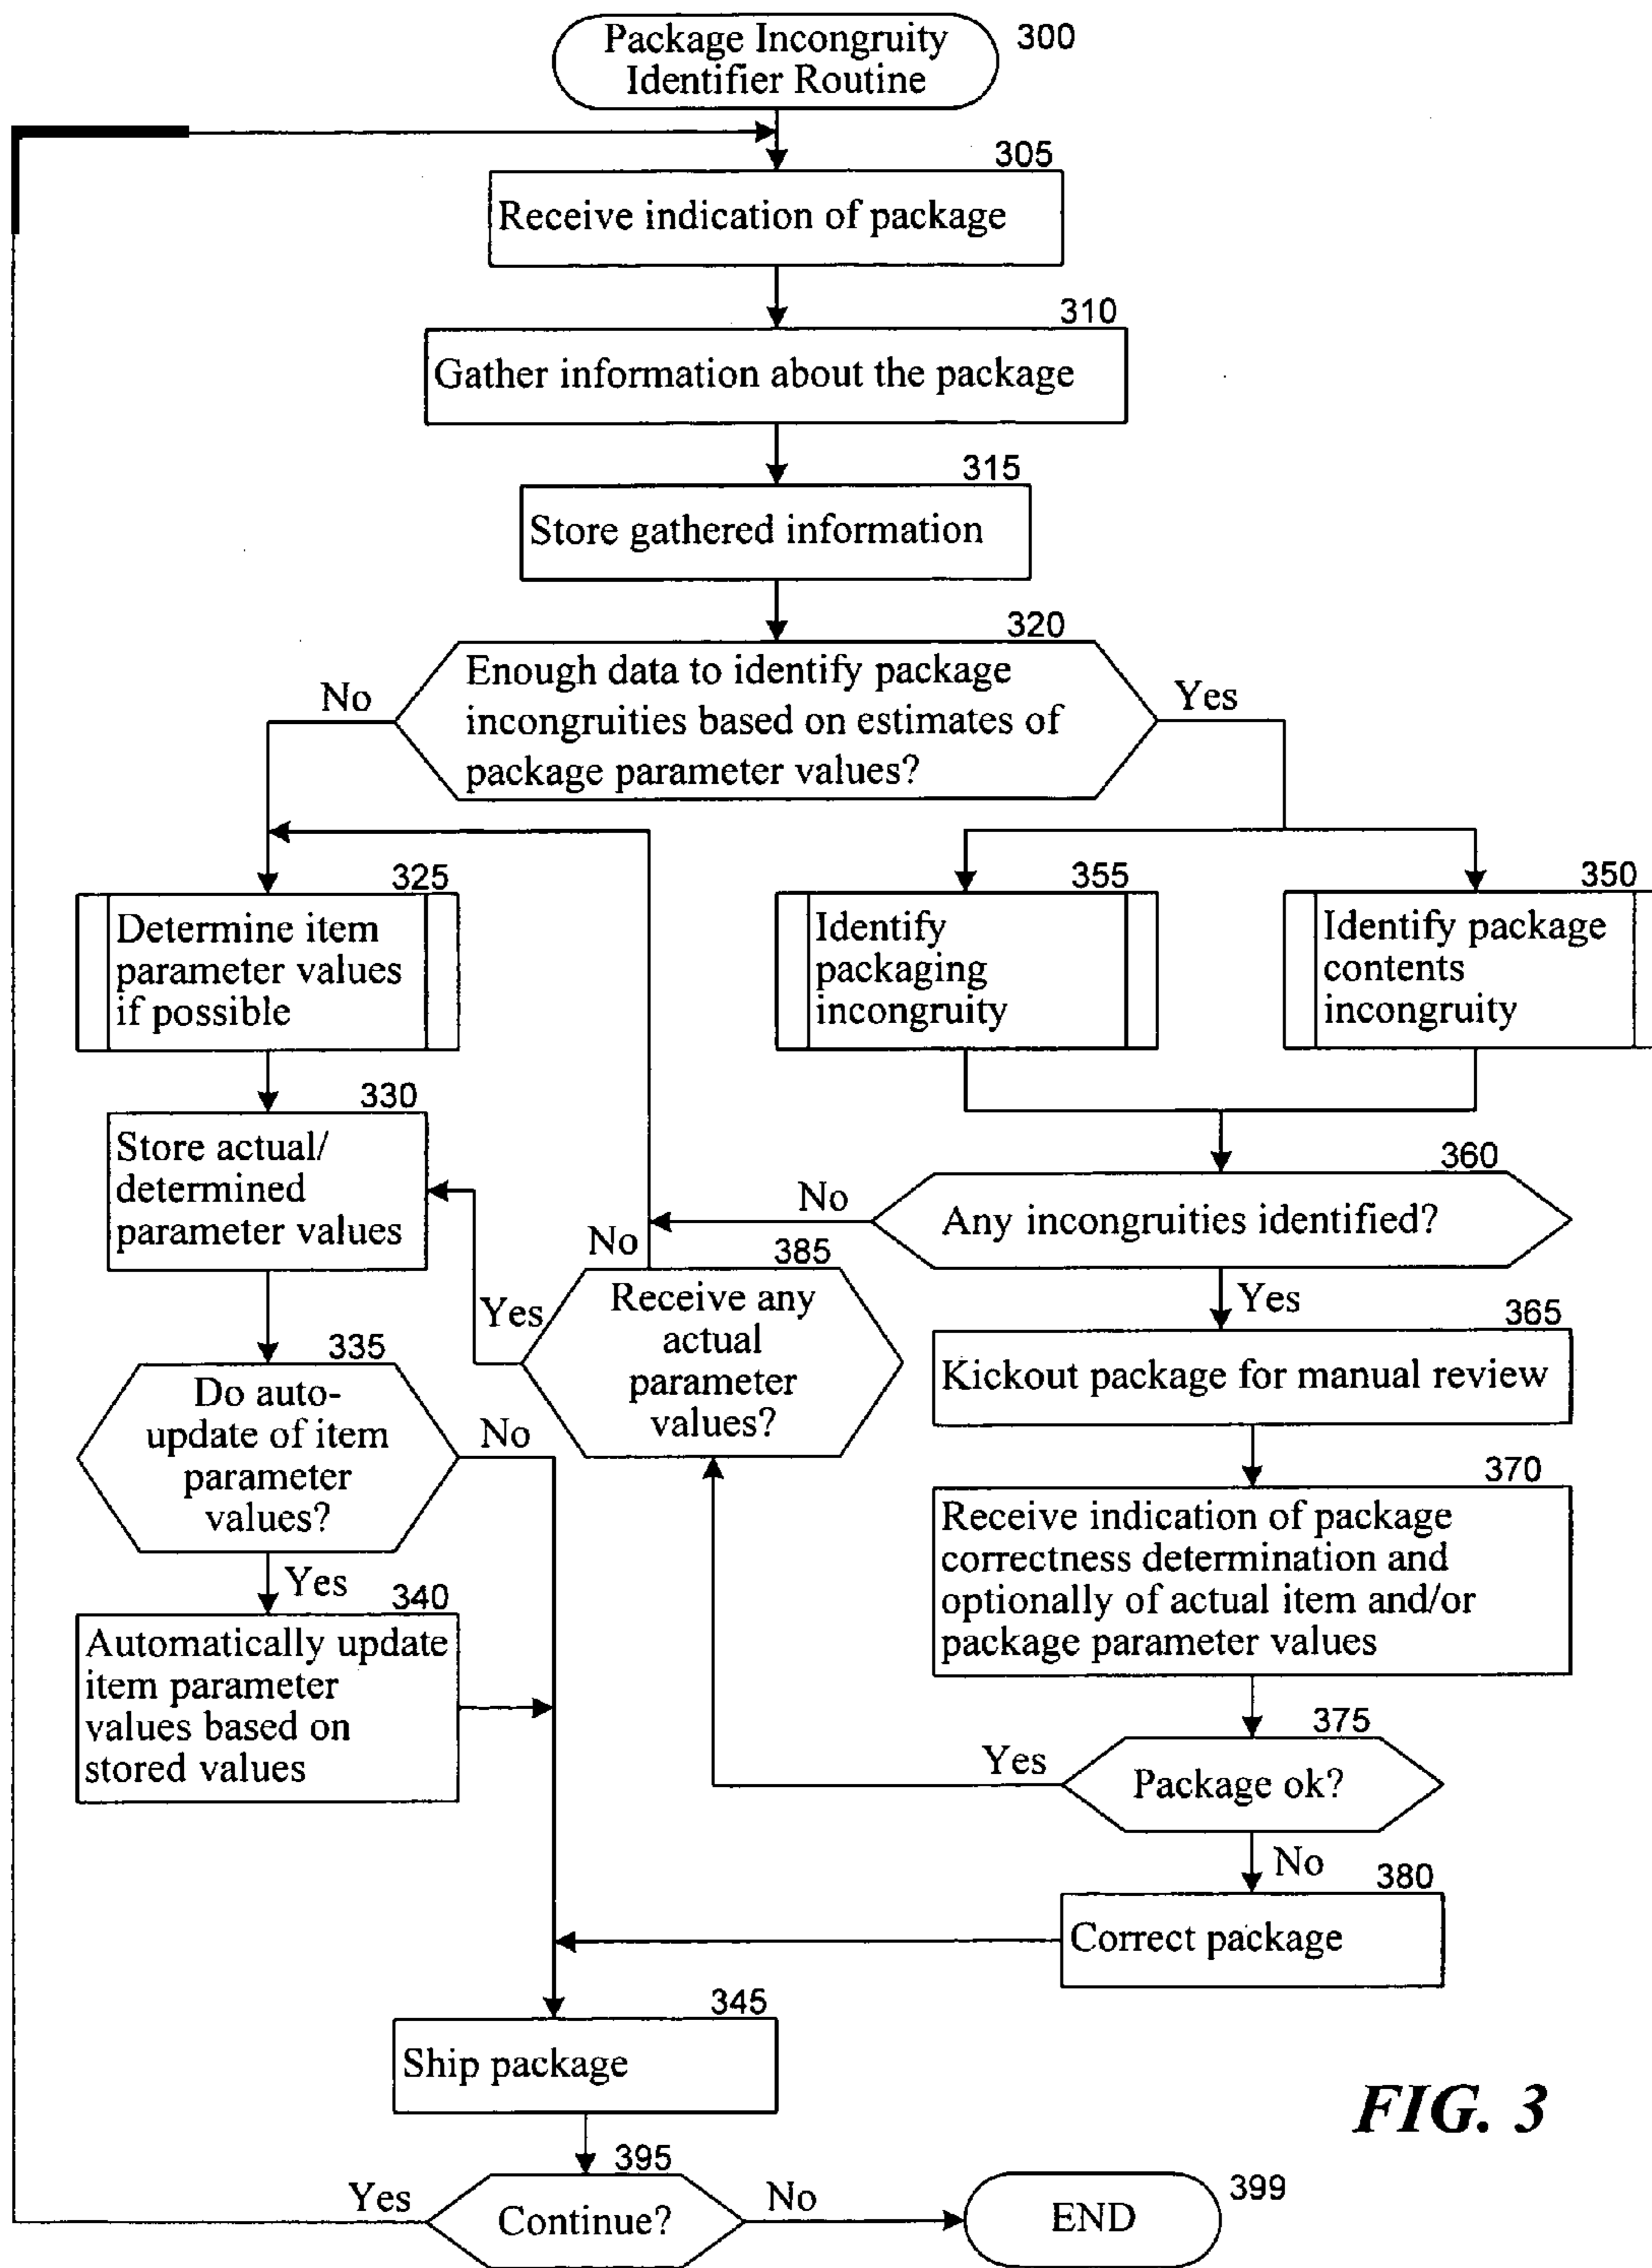 Package Incongruity
Identifier Routine
300
305
Receive indication of package
310
Gather information about the package
315
Store gathered information
320
Enough data to identify package
incongruities based on estimates of
package parameter values?
No
Yes
325
Determine item
parameter values
if possible
355
Identify
packaging
incongruity
350
Identify package
contents
incongruity
330
Store actual/
determined
parameter values
360
Any incongruities identified?
No
Yes
385
Receive any
actual
parameter
values?
No
Yes
365
Kickout package for manual review
335
Do auto-
update of item
parameter
values?
No
Yes
370
Receive indication of package
correctness determination and
optionally of actual item and/or
package parameter values
340
Automatically update
item parameter
values based on
stored values
375
Package ok?
Yes
No
380
Correct package
345
Ship package
395
Continue?
Yes
No
END
399
FIG. 3